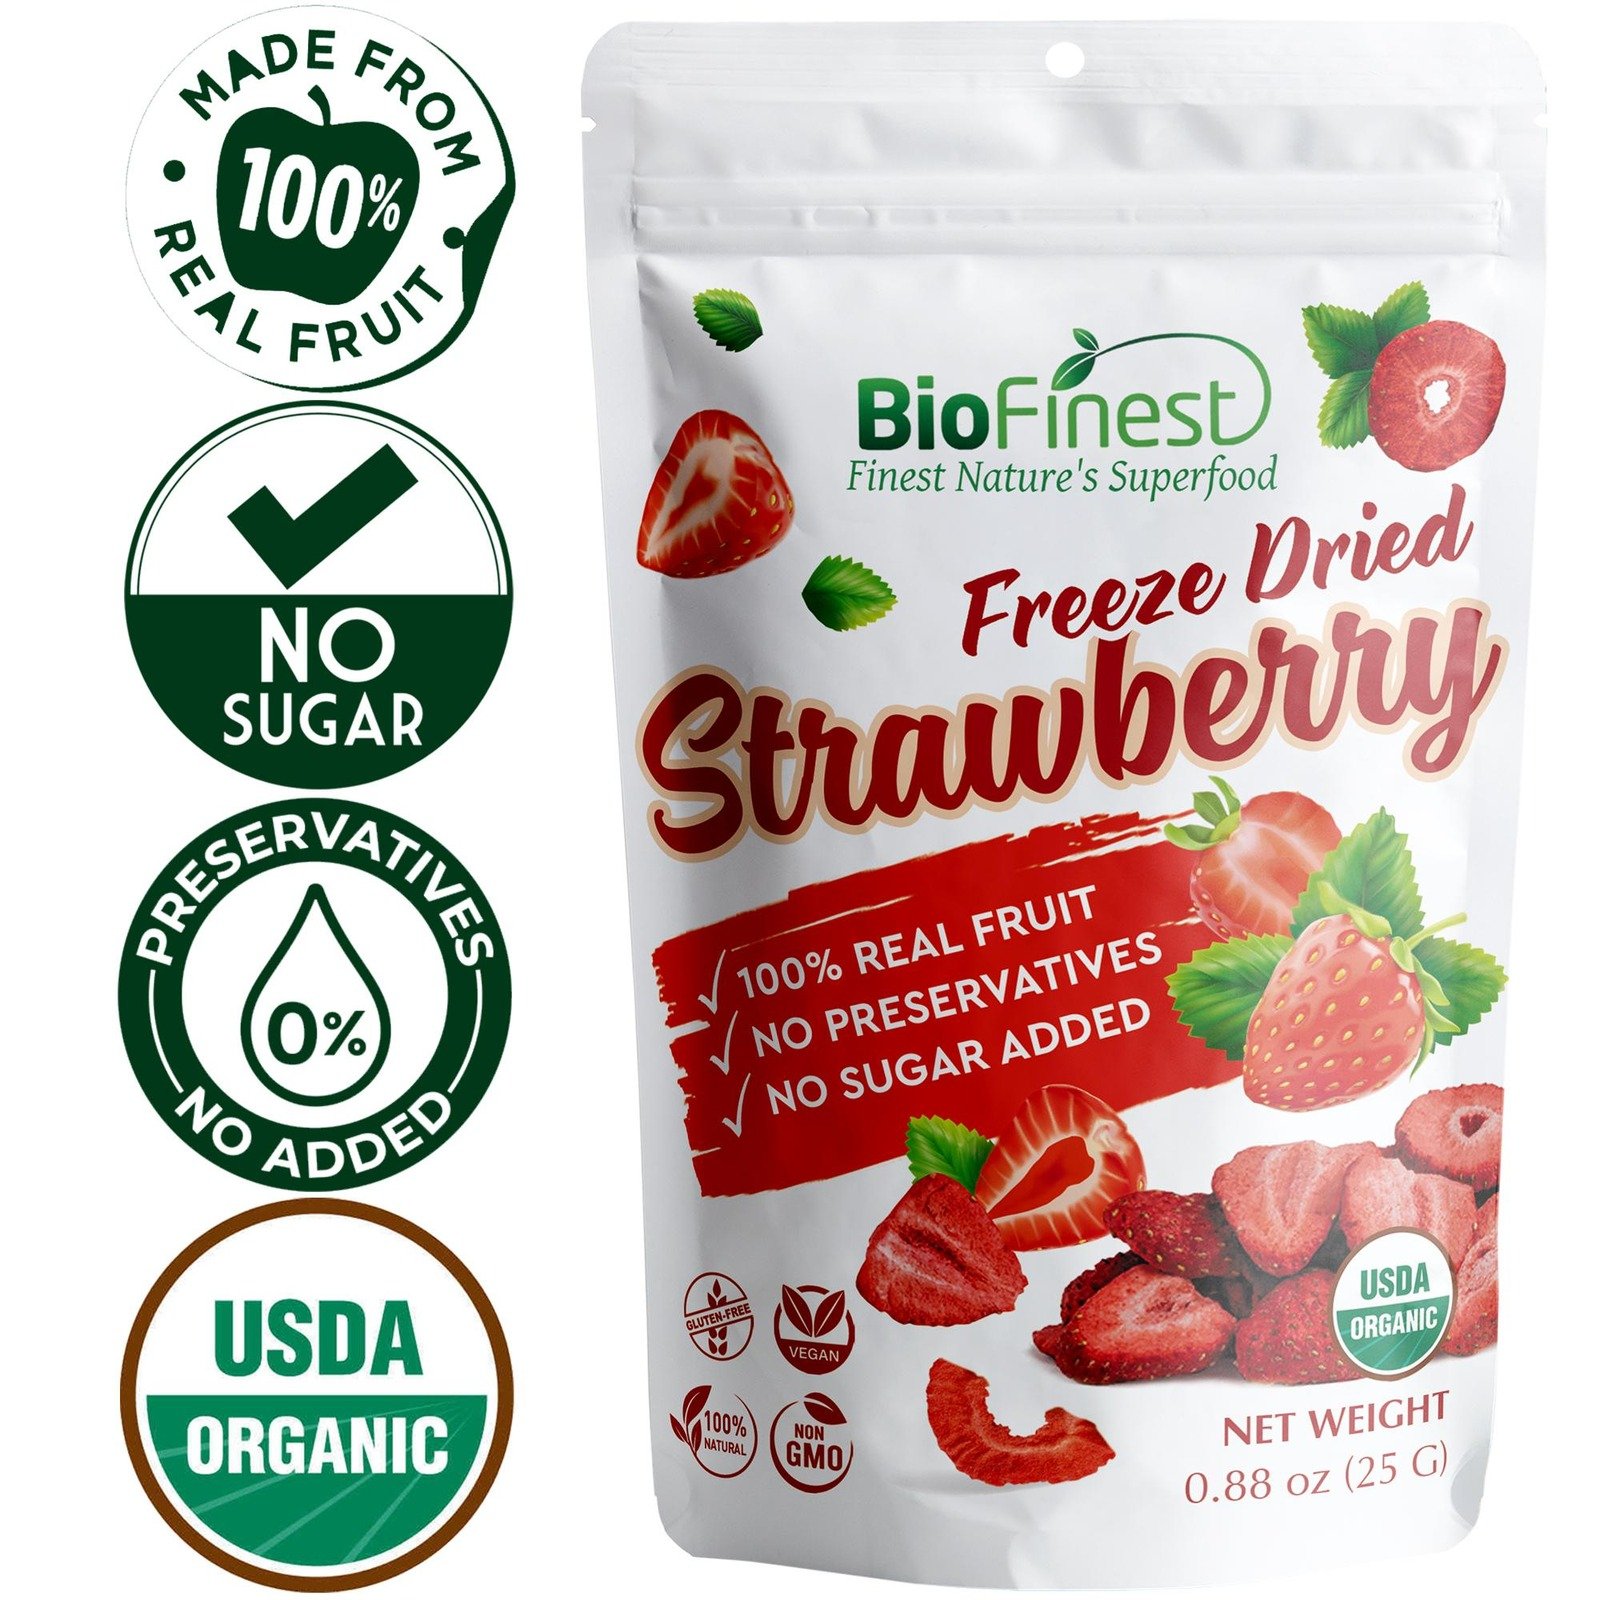 MADE FROM
100%
REAL FRUIT
NO
SUGAR
PRESERVATIVES
0%
NO ADDED
USDA
ORGANIC
BioFinest
Finest Nature's Superfood
Freeze Dried
Strawberry
100% REAL FRUIT
NO PRESERVATIVES
NO SUGAR ADDED
GLUTEN-FREE
VEGAN
100%
NATURAL
NON
GMO
USDA
ORGANIC
NET WEIGHT
0.88 oz (25 G)